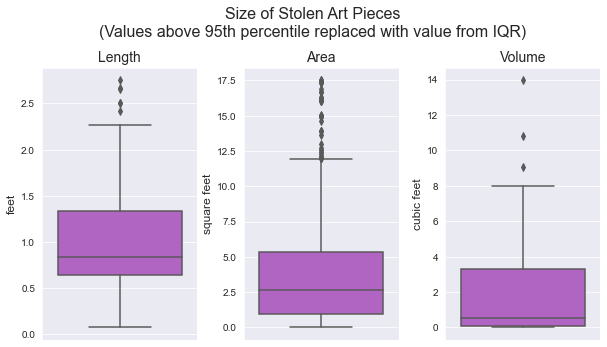 Size of Stolen Art Pieces
(Values above 95th percentile replaced with value from IQR)
Length
feet
2.5
2.0
1.5
1.0
0.5
0.0
Area
square feet
17.5
15.0
12.5
10.0
7.5
5.0
2.5
0.0
Volume
cubic feet
14
12
10
8
6
4
2
0